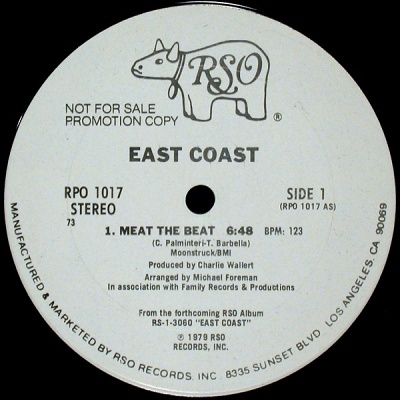 RSO
®
NOT FOR SALE
PROMOTION COPY
EAST COAST
RPO 1017
STEREO
73
SIDE 1
(RPO 1017 AS)
1. MEAT THE BEAT 6:48 BPM: 123
(C. Palminteri-T. Barbella)
Moonstruck/BMI
Produced by Charlie Wallert
Arranged by Michael Foreman
In association with Family Records & Productions
From the forthcoming RSO Album
RS-1-3060 "EAST COAST"
℗ 1979 RSO
RECORDS, INC.
MANUFACTURED & MARKETED BY RSO RECORDS, INC. 8335 SUNSET BLVD. LOS ANGELES, CA 90069